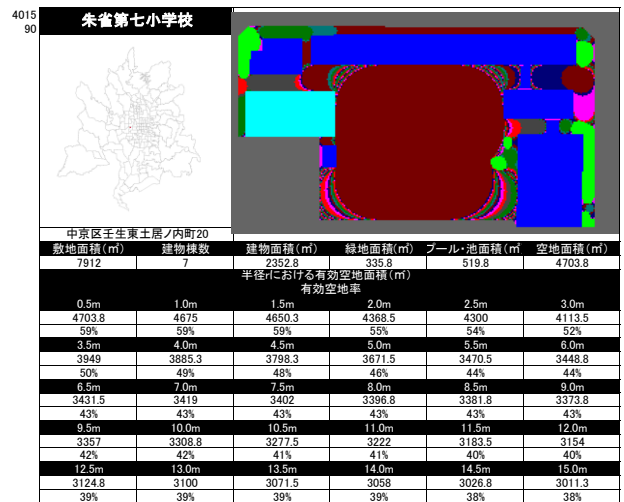 4015
90
朱雀第七小学校
中京区壬生東土居ノ内町20
敷地面積(㎡) 建物棟数 建物面積(㎡) 緑地面積(㎡) プール・池面積(㎡ 空地面積(㎡)
7912 7 2352.8 335.8 519.8 4703.8
半径rにおける有効空地面積(㎡)
有効空地率
0.5m 1.0m 1.5m 2.0m 2.5m 3.0m
4703.8 4675 4650.3 4368.5 4300 4113.5
59% 59% 59% 55% 54% 52%
3.5m 4.0m 4.5m 5.0m 5.5m 6.0m
3949 3885.3 3798.3 3671.5 3470.5 3448.8
50% 49% 48% 46% 44% 44%
6.5m 7.0m 7.5m 8.0m 8.5m 9.0m
3431.5 3419 3402 3396.8 3381.8 3373.8
43% 43% 43% 43% 43% 43%
9.5m 10.0m 10.5m 11.0m 11.5m 12.0m
3357 3308.8 3277.5 3222 3183.5 3154
42% 42% 41% 41% 40% 40%
12.5m 13.0m 13.5m 14.0m 14.5m 15.0m
3124.8 3100 3071.5 3058 3026.8 3011.3
39% 39% 39% 39% 38% 38%